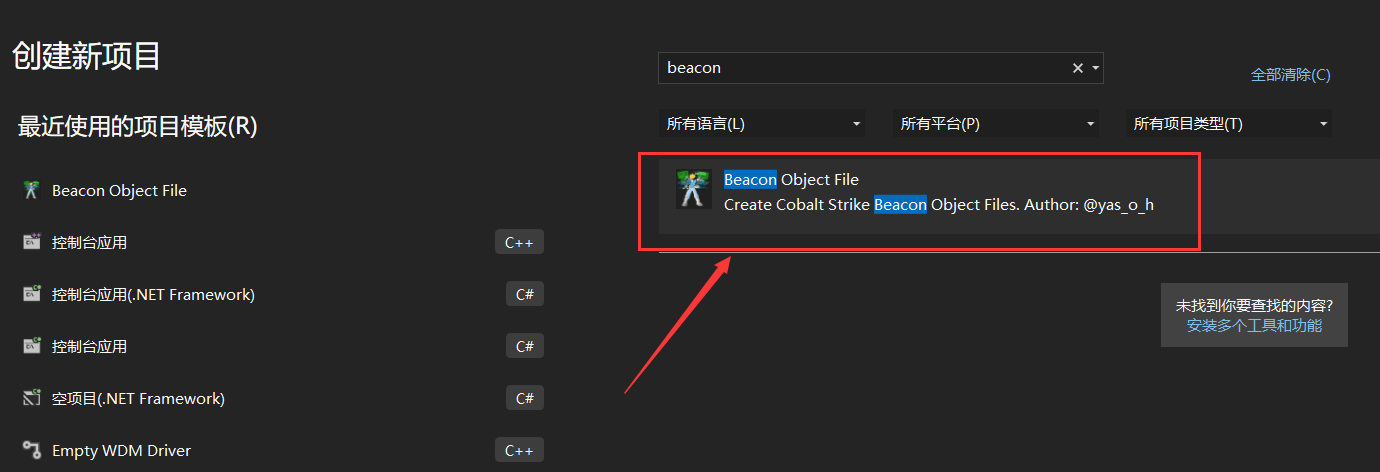 创建新项目
最近使用的项目模板(R)
Beacon Object File
控制台应用
C++
控制台应用(.NET Framework)
C#
控制台应用
C#
空项目(.NET Framework)
C#
Empty WDM Driver
C++
beacon
全部清除(C)
所有语言(L)
所有平台(P)
所有项目类型(T)
Beacon Object File
Create Cobalt Strike Beacon Object Files. Author: @yas_o_h
未找到你要查找的内容?
安装多个工具和功能